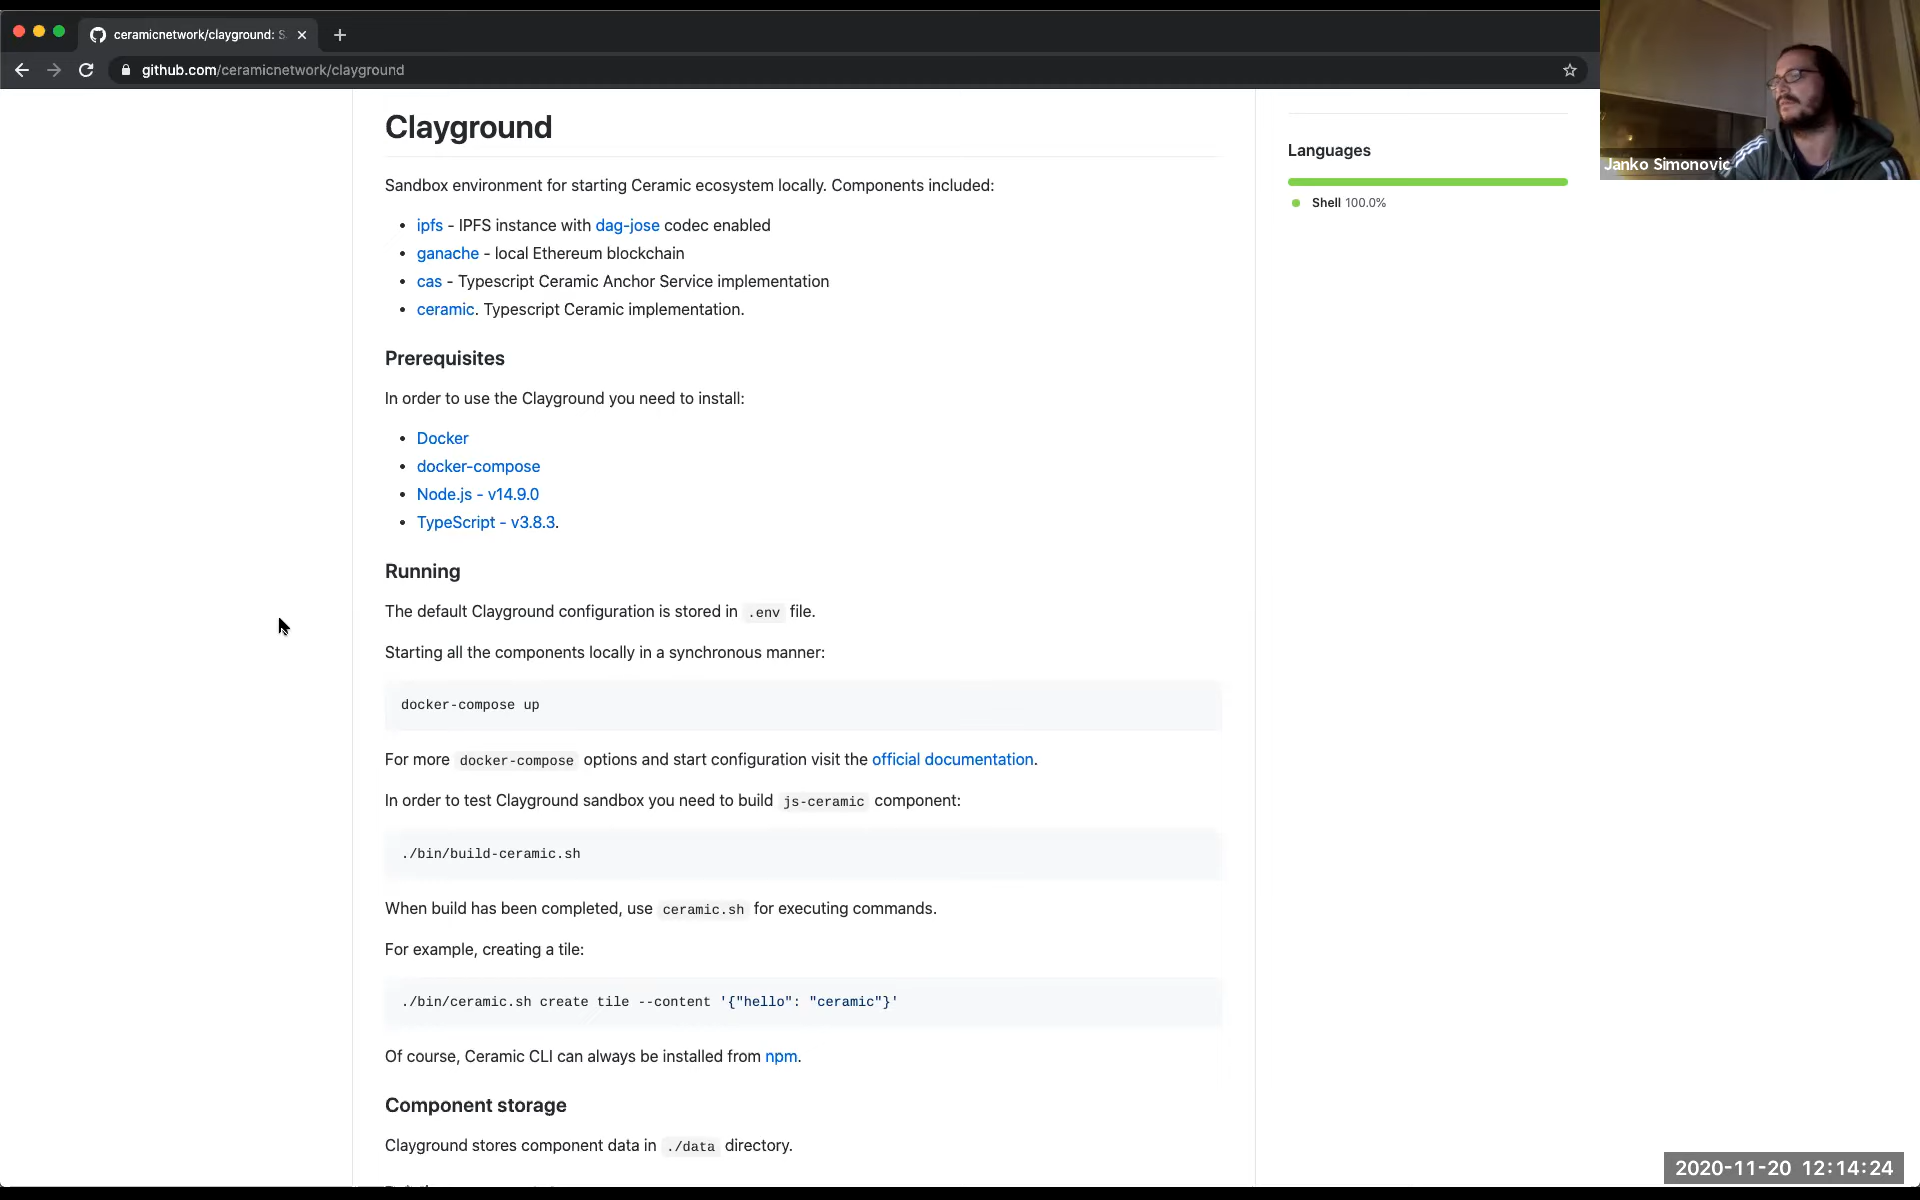 ceramicnetwork/clayground: S
github.com/ceramicnetwork/clayground
Janko Simonovic
Clayground
Sandbox environment for starting Ceramic ecosystem locally. Components included:
• ipfs - IPFS instance with dag-jose codec enabled
• ganache - local Ethereum blockchain
• cas - Typescript Ceramic Anchor Service implementation
• ceramic. Typescript Ceramic implementation.
Prerequisites
In order to use the Clayground you need to install:
• Docker
• docker-compose
• Node.js - v14.9.0
• TypeScript - v3.8.3.
Running
The default Clayground configuration is stored in .env file.
Starting all the components locally in a synchronous manner:
docker-compose up
For more docker-compose options and start configuration visit the official documentation.
In order to test Clayground sandbox you need to build js-ceramic component:
./bin/build-ceramic.sh
When build has been completed, use ceramic.sh for executing commands.
For example, creating a tile:
./bin/ceramic.sh create tile --content '{"hello": "ceramic"}'
Of course, Ceramic CLI can always be installed from npm.
Component storage
Clayground stores component data in ./data directory.
Languages
Shell 100.0%
2020-11-20 12:14:24